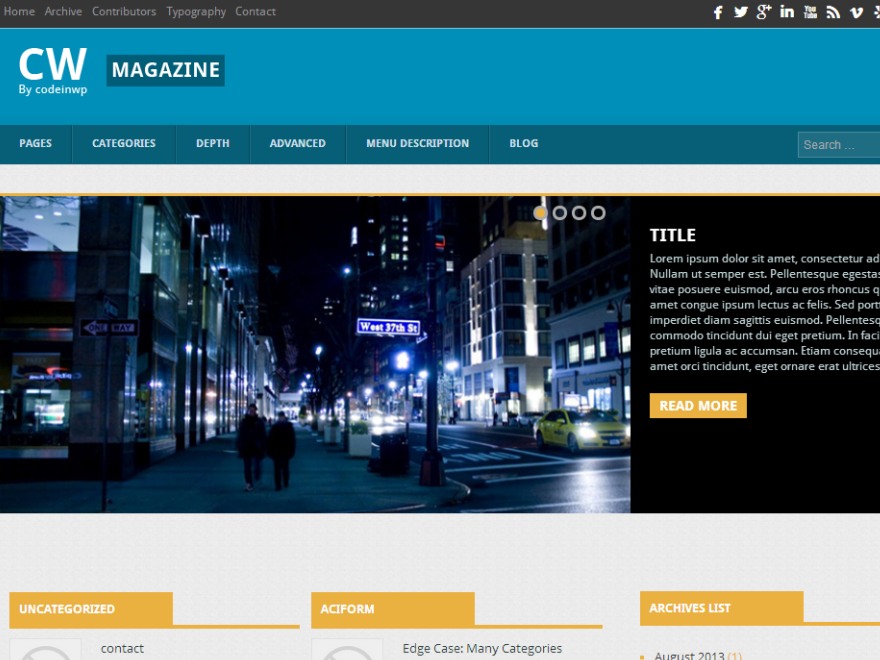 Home Archive Contributors Typography Contact
You Tube
CW
By codeinwp
MAGAZINE
PAGES CATEGORIES DEPTH ADVANCED MENU DESCRIPTION BLOG
Search ...
ONE WAY
West 37th St
TITLE
Lorem ipsum dolor sit amet, consectetur ad
Nullam ut semper est. Pellentesque egestas
vitae posuere euismod, arcu eros rhoncus q
amet congue ipsum lectus ac felis. Sed port
imperdiet diam sagittis euismod. Pellentesq
commodo tincidunt dui eget pretium. In faci
pretium ligula ac accumsan. Etiam consequa
amet orci tincidunt, eget ornare erat ultrices
READ MORE
UNCATEGORIZED
contact
ACIFORM
Edge Case: Many Categories
ARCHIVES LIST
August 2013 (1)